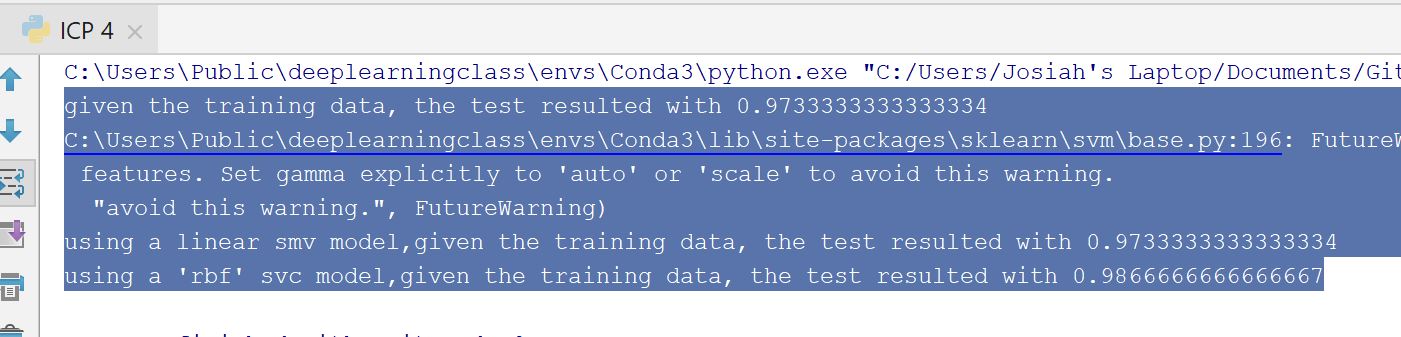 ICP 4
C:\Users\Public\deeplearningclass\envs\Conda3\python.exe "C:/Users/Josiah's Laptop/Documents/Git
given the training data, the test resulted with 0.9733333333333334
C:\Users\Public\deeplearningclass\envs\Conda3\lib\site-packages\sklearn\svm\base.py:196: FutureW
features. Set gamma explicitly to 'auto' or 'scale' to avoid this warning.
"avoid this warning.", FutureWarning)
using a linear smv model,given the training data, the test resulted with 0.9733333333333334
using a 'rbf' svc model,given the training data, the test resulted with 0.9866666666666667